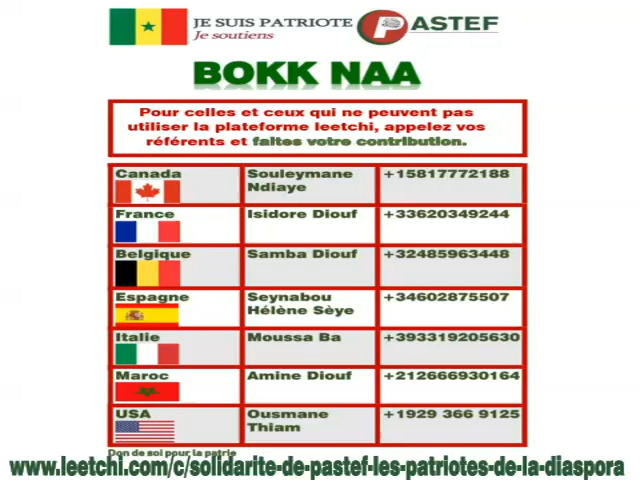 JE SUIS PATRIOTE
Je soutiens
PASTEF
BOKK NAA
Pour celles et ceux qui ne peuvent pas
utiliser la plateforme leetchi, appelez vos
référents et faites votre contribution.
Canada Souleymane Ndiaye +15817772188
France Isidore Diouf +33620349244
Belgique Samba Diouf +32485963448
Espagne Seynabou Hélène Sèye +34602875507
Italie Moussa Ba +393319205630
Maroc Amine Diouf +212666930164
USA Ousmane Thiam +1929 366 9125
Don de soi pour la patrie
www.leetchi.com/c/solidarite-de-pastef-les-patriotes-de-la-diaspora